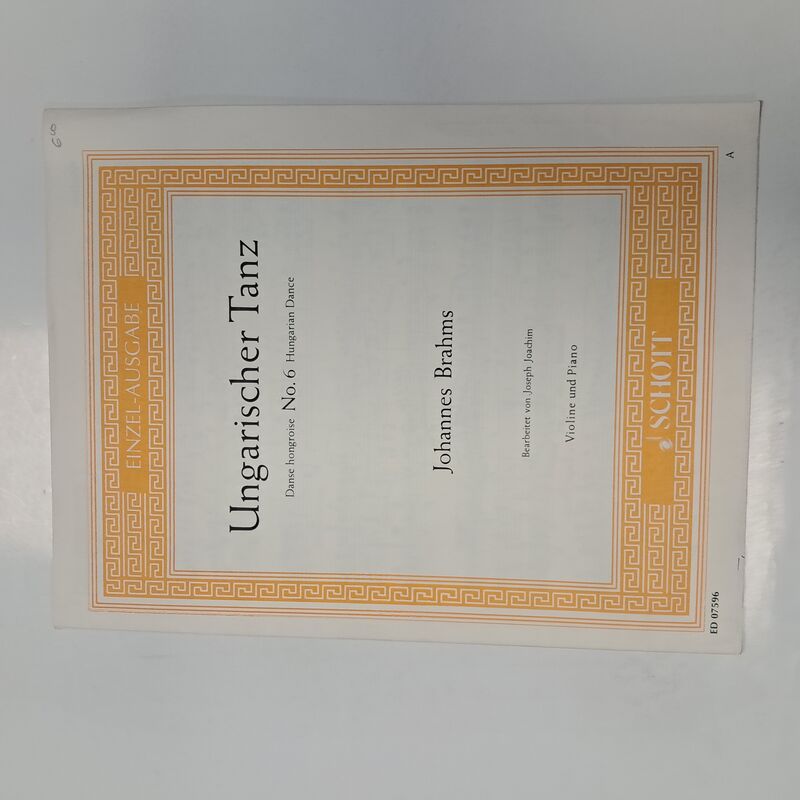 EINZEL-AUSGABE
Ungarischer Tanz
Danse hongroise No. 6 Hungarian Dance
Johannes Brahms
Bearbeitet von Joseph Joachim
Violine und Piano
SCHOTT
ED 07596
A